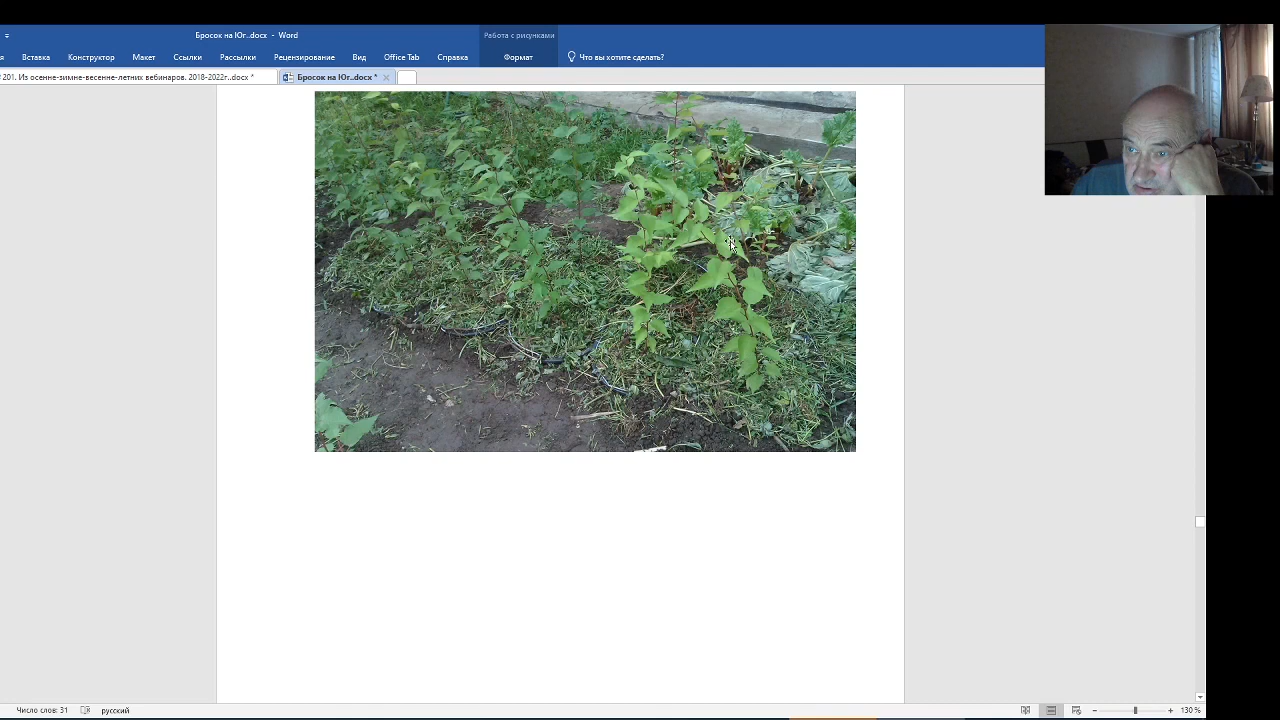 Бросок на Юг..docx - Word
Работа с рисунками
я Вставка Конструктор Макет Ссылки Рассылки Рецензирование Вид Office Tab Справка Формат Что вы хотите сделать?
201. Из осенне-зимне-весенне-летних вебинаров. 2018-2022г..docx *
Бросок на Юг..docx *
Число слов: 31 русский
130 %